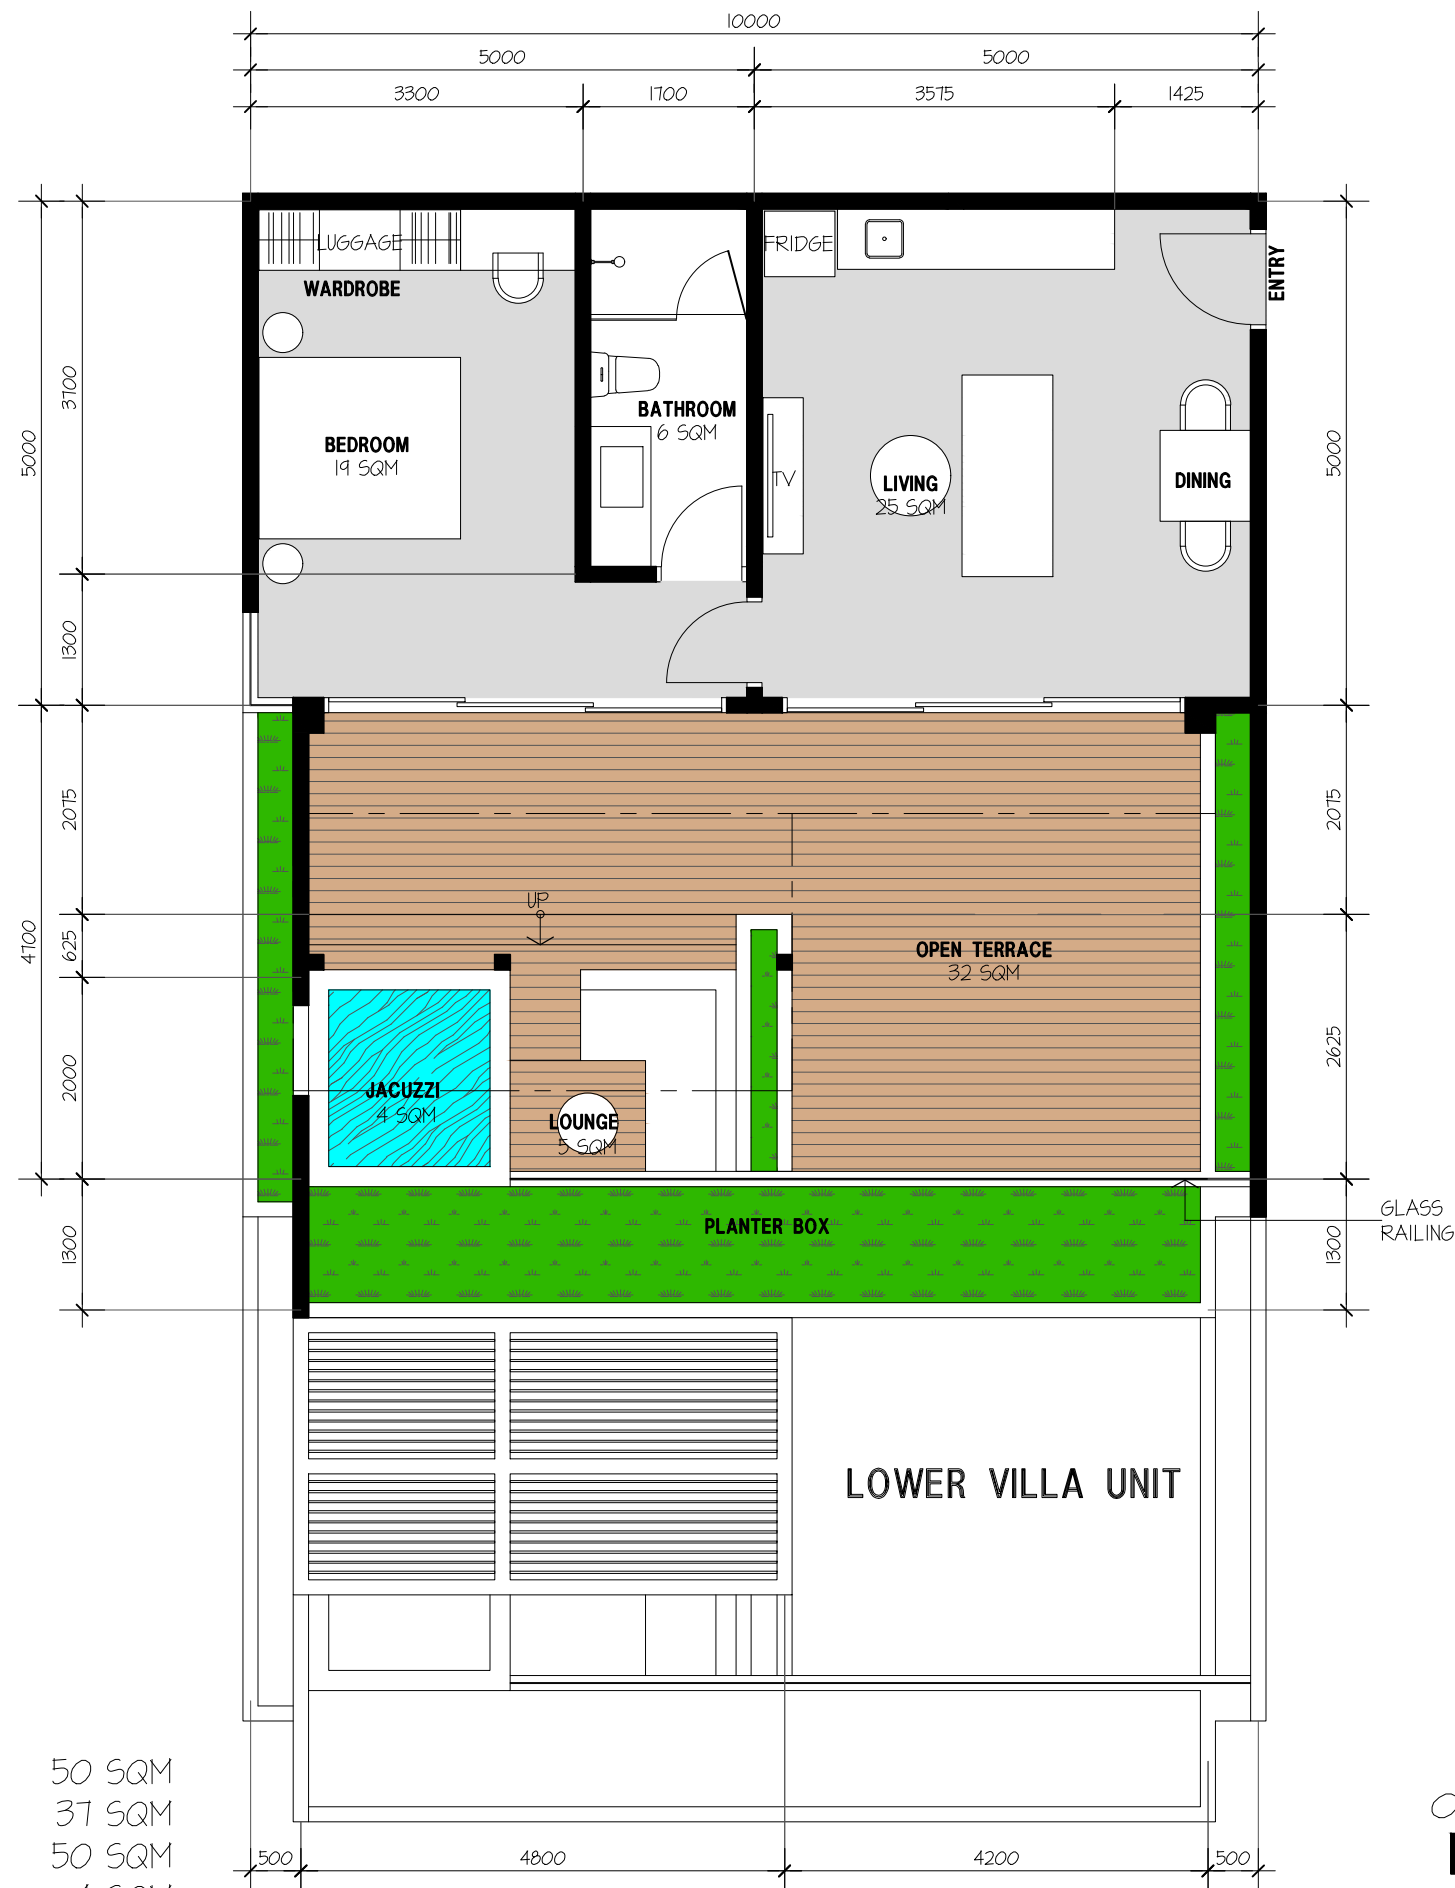 10000
5000 5000
3300 1700 3575 1425
FRIDGE
LUGGAGE
ENTRY
WARDROBE
3700
5000
BATHROOM
6 SQM
BEDROOM
19 SQM
TV
LIVING
25 SQM
DINING
5000
1300
2075
2075
UP
4700
625
OPEN TERRACE
32 SQM
2000
2625
JACUZZI
4 SQM
LOUNGE
5 SQM
GLASS
RAILING
PLANTER BOX
1300
1300
LOWER VILLA UNIT
50 SQM
37 SQM
50 SQM
500 4800 4200 500